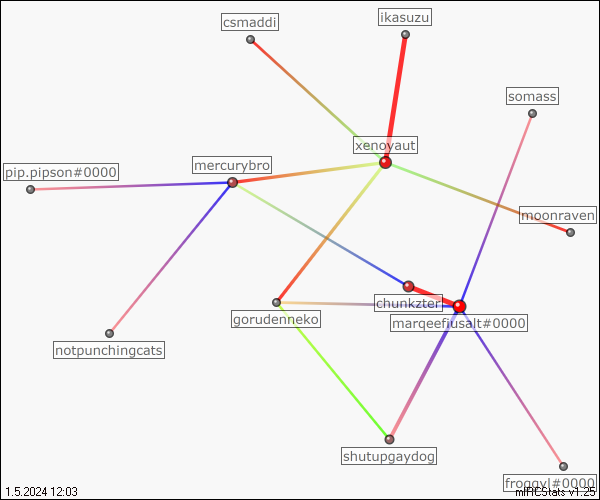 ikasuzu
csmaddi
somass
xenoyaut
mercurybro
pip.pipson#0000
moonraven
chunkzter
gorudenneko
marqeefiusalt#0000
notpunchingcats
shutupgaydog
froggyl#0000
1.5.2024 12:03
mIRCStats v1.25